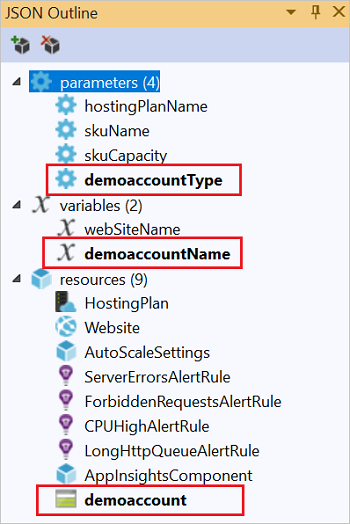 JSON Outline
parameters (4)
hostingPlanName
skuName
skuCapacity
demoaccountType
variables (2)
webSiteName
demoaccountName
resources (9)
HostingPlan
Website
AutoScaleSettings
ServerErrorsAlertRule
ForbiddenRequestsAlertRule
CPUHighAlertRule
LongHttpQueueAlertRule
AppInsightsComponent
demoaccount